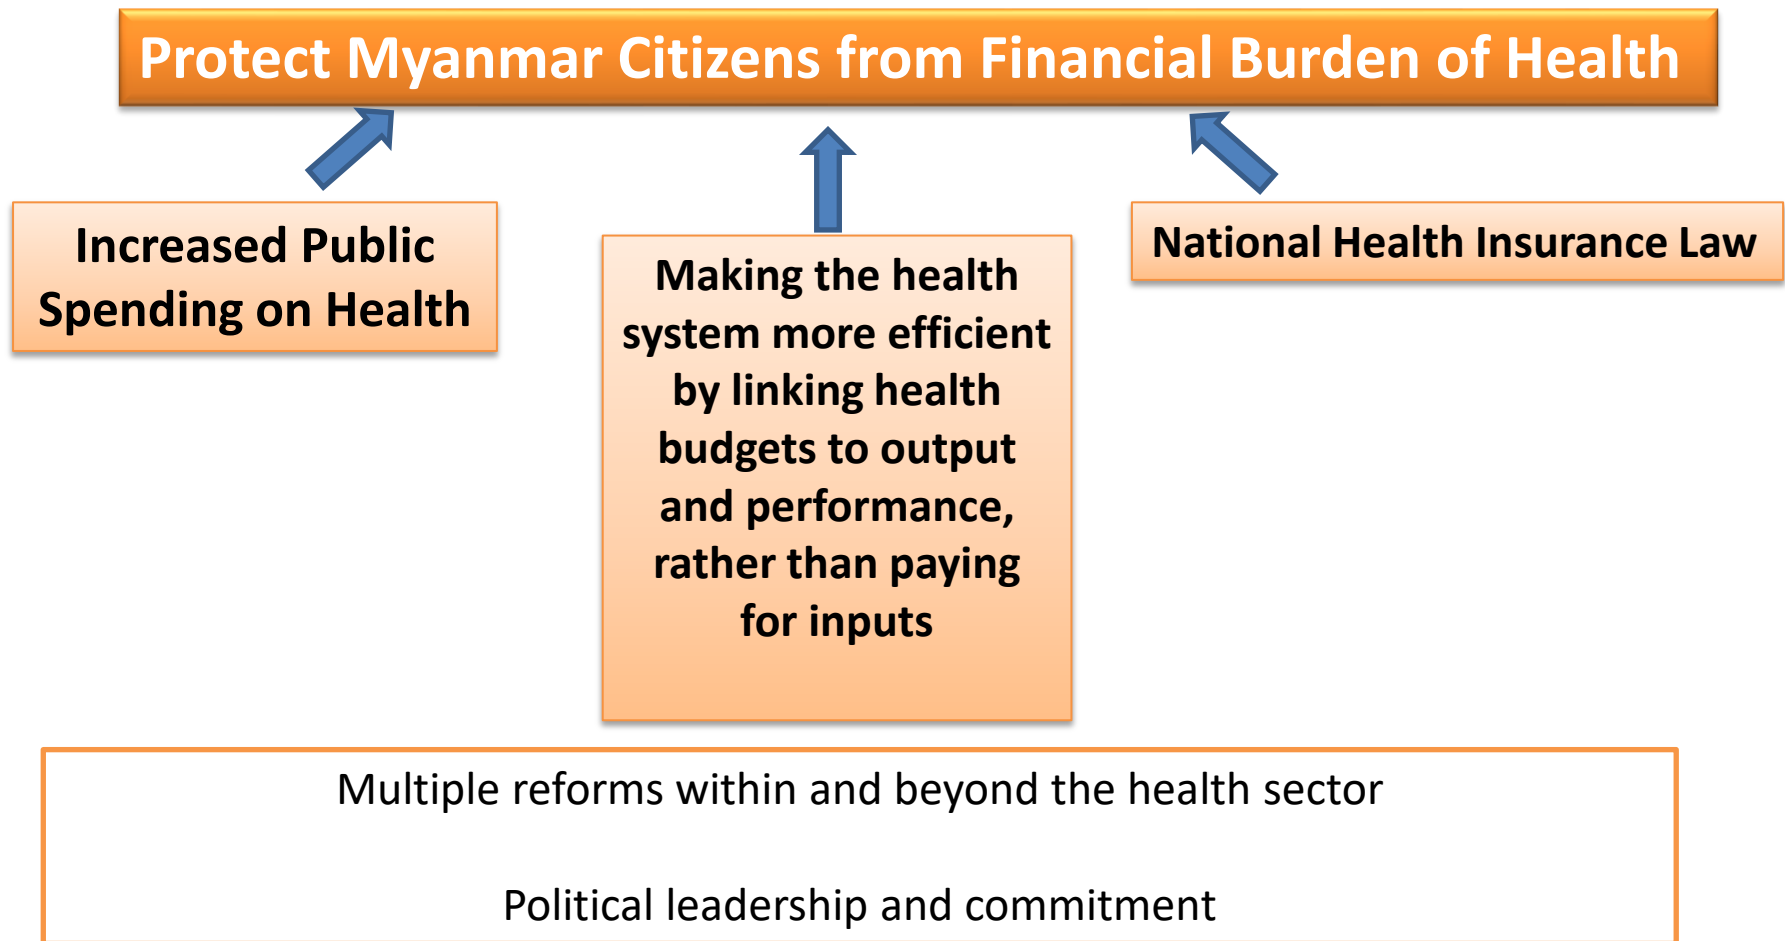 Protect Myanmar Citizens from Financial Burden of Health
Increased Public
Spending on Health
Making the health
system more efficient
by linking health
budgets to output
and performance,
rather than paying
for inputs
National Health Insurance Law
Multiple reforms within and beyond the health sector
Political leadership and commitment